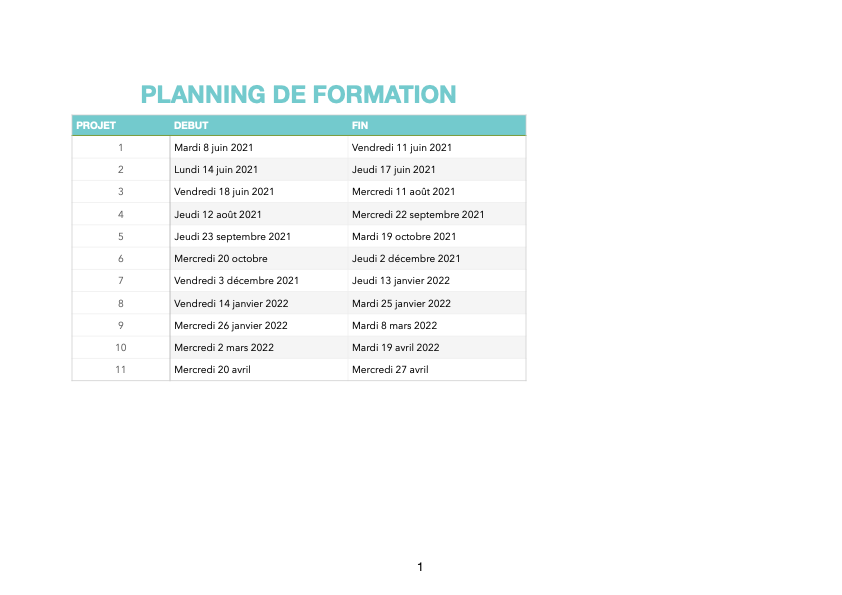 PLANNING DE FORMATION
PROJET DEBUT FIN
1 Mardi 8 juin 2021 Vendredi 11 juin 2021
2 Lundi 14 juin 2021 Jeudi 17 juin 2021
3 Vendredi 18 juin 2021 Mercredi 11 août 2021
4 Jeudi 12 août 2021 Mercredi 22 septembre 2021
5 Jeudi 23 septembre 2021 Mardi 19 octobre 2021
6 Mercredi 20 octobre Jeudi 2 décembre 2021
7 Vendredi 3 décembre 2021 Jeudi 13 janvier 2022
8 Vendredi 14 janvier 2022 Mardi 25 janvier 2022
9 Mercredi 26 janvier 2022 Mardi 8 mars 2022
10 Mercredi 2 mars 2022 Mardi 19 avril 2022
11 Mercredi 20 avril Mercredi 27 avril
1